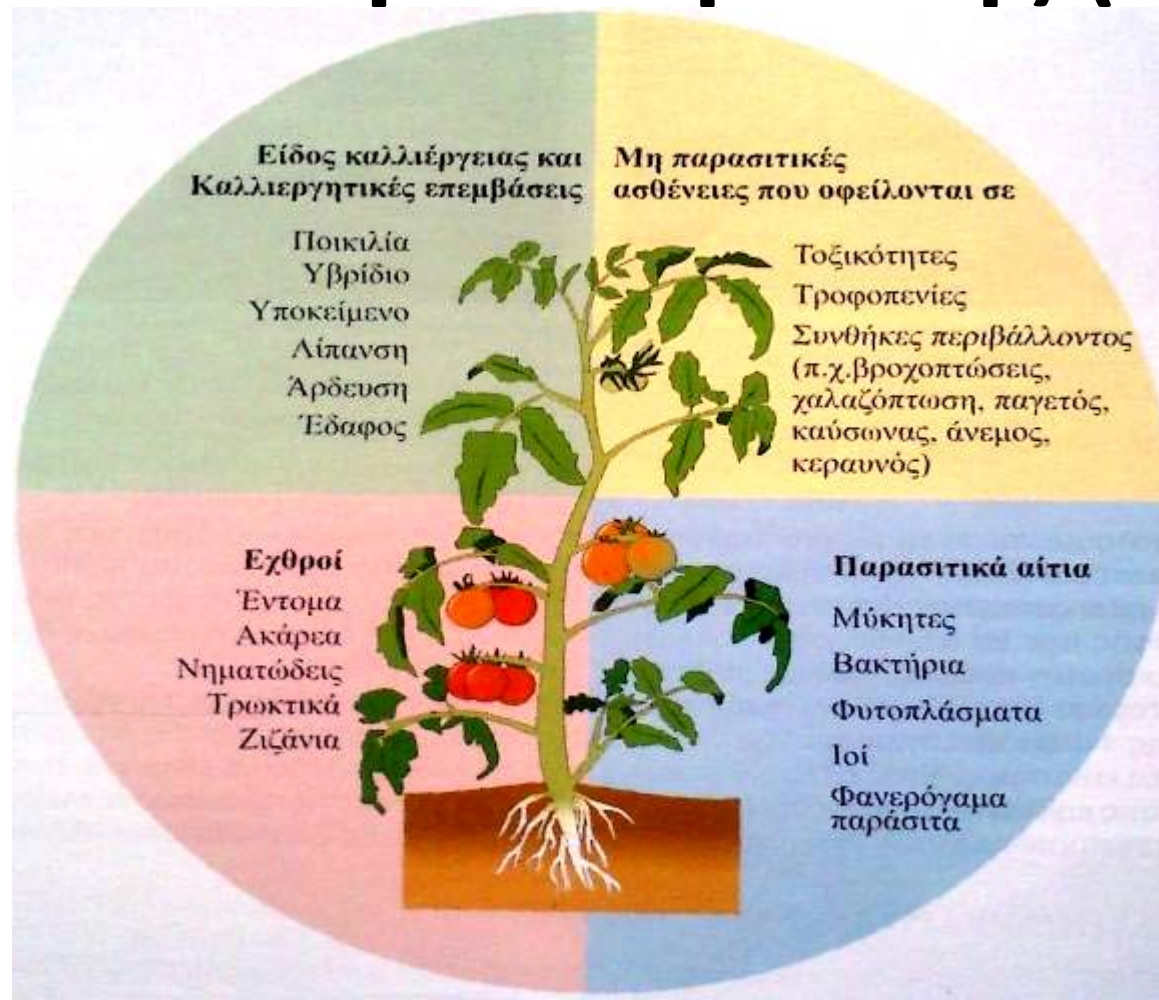 Είδος καλλιέργειας και
Καλλιεργητικές επεμβάσεις
Ποικιλία
Υβρίδιο
Υποκείμενο
Λίπανση
Άρδευση
Έδαφος
Μη παρασιτικές
ασθένειες που οφείλονται σε
Τοξικότητες
Τροφοπενίες
Συνθήκες περιβάλλοντος
(π.χ.βροχοπτώσεις,
χαλαζόπτωση, παγετός,
καύσωνας, άνεμος,
κεραυνός)
Εχθροί
Έντομα
Ακάρεα
Νηματώδεις
Τρωκτικά
Ζιζάνια
Παρασιτικά αίτια
Μύκητες
Βακτήρια
Φυτοπλάσματα
Ιοί
Φανερόγαμα
παράσιτα